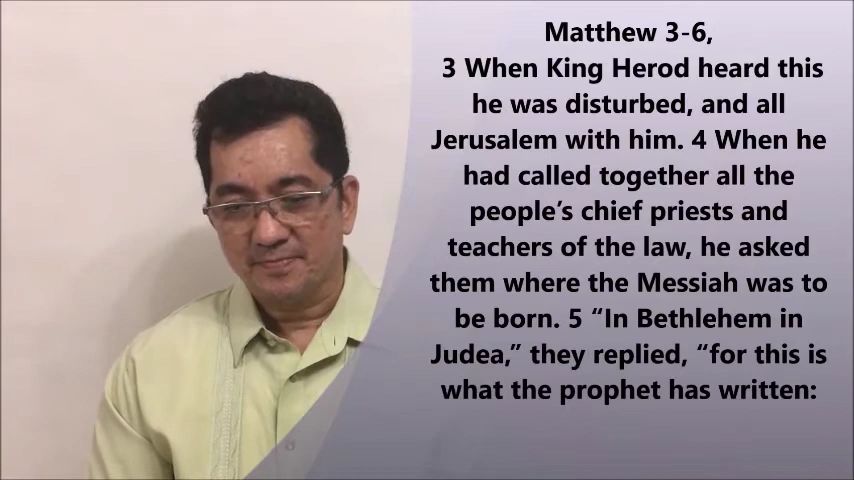 Matthew 3-6,
3 When King Herod heard this
he was disturbed, and all
Jerusalem with him. 4 When he
had called together all the
people’s chief priests and
teachers of the law, he asked
them where the Messiah was to
be born. 5 “In Bethlehem in
Judea,” they replied, “for this is
what the prophet has written: